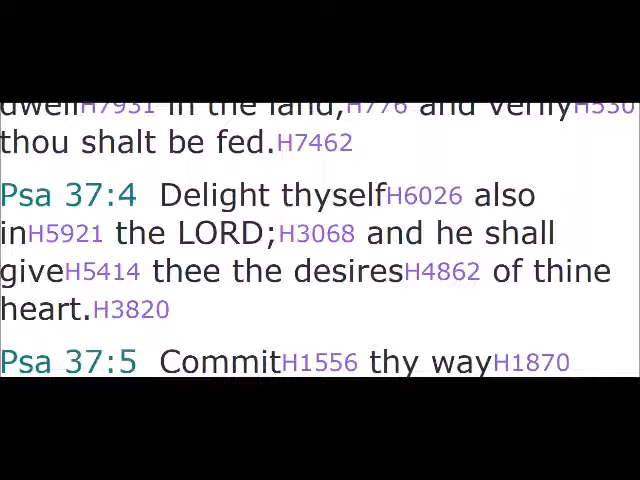 dwellH7931 in the land,H776 and verilyH530
thou shalt be fed.H7462
Psa 37:4 Delight thyselfH6026 also
inH5921 the LORD;H3068 and he shall
giveH5414 thee the desiresH4862 of thine
heart.H3820
Psa 37:5 CommitH1556 thy wayH1870